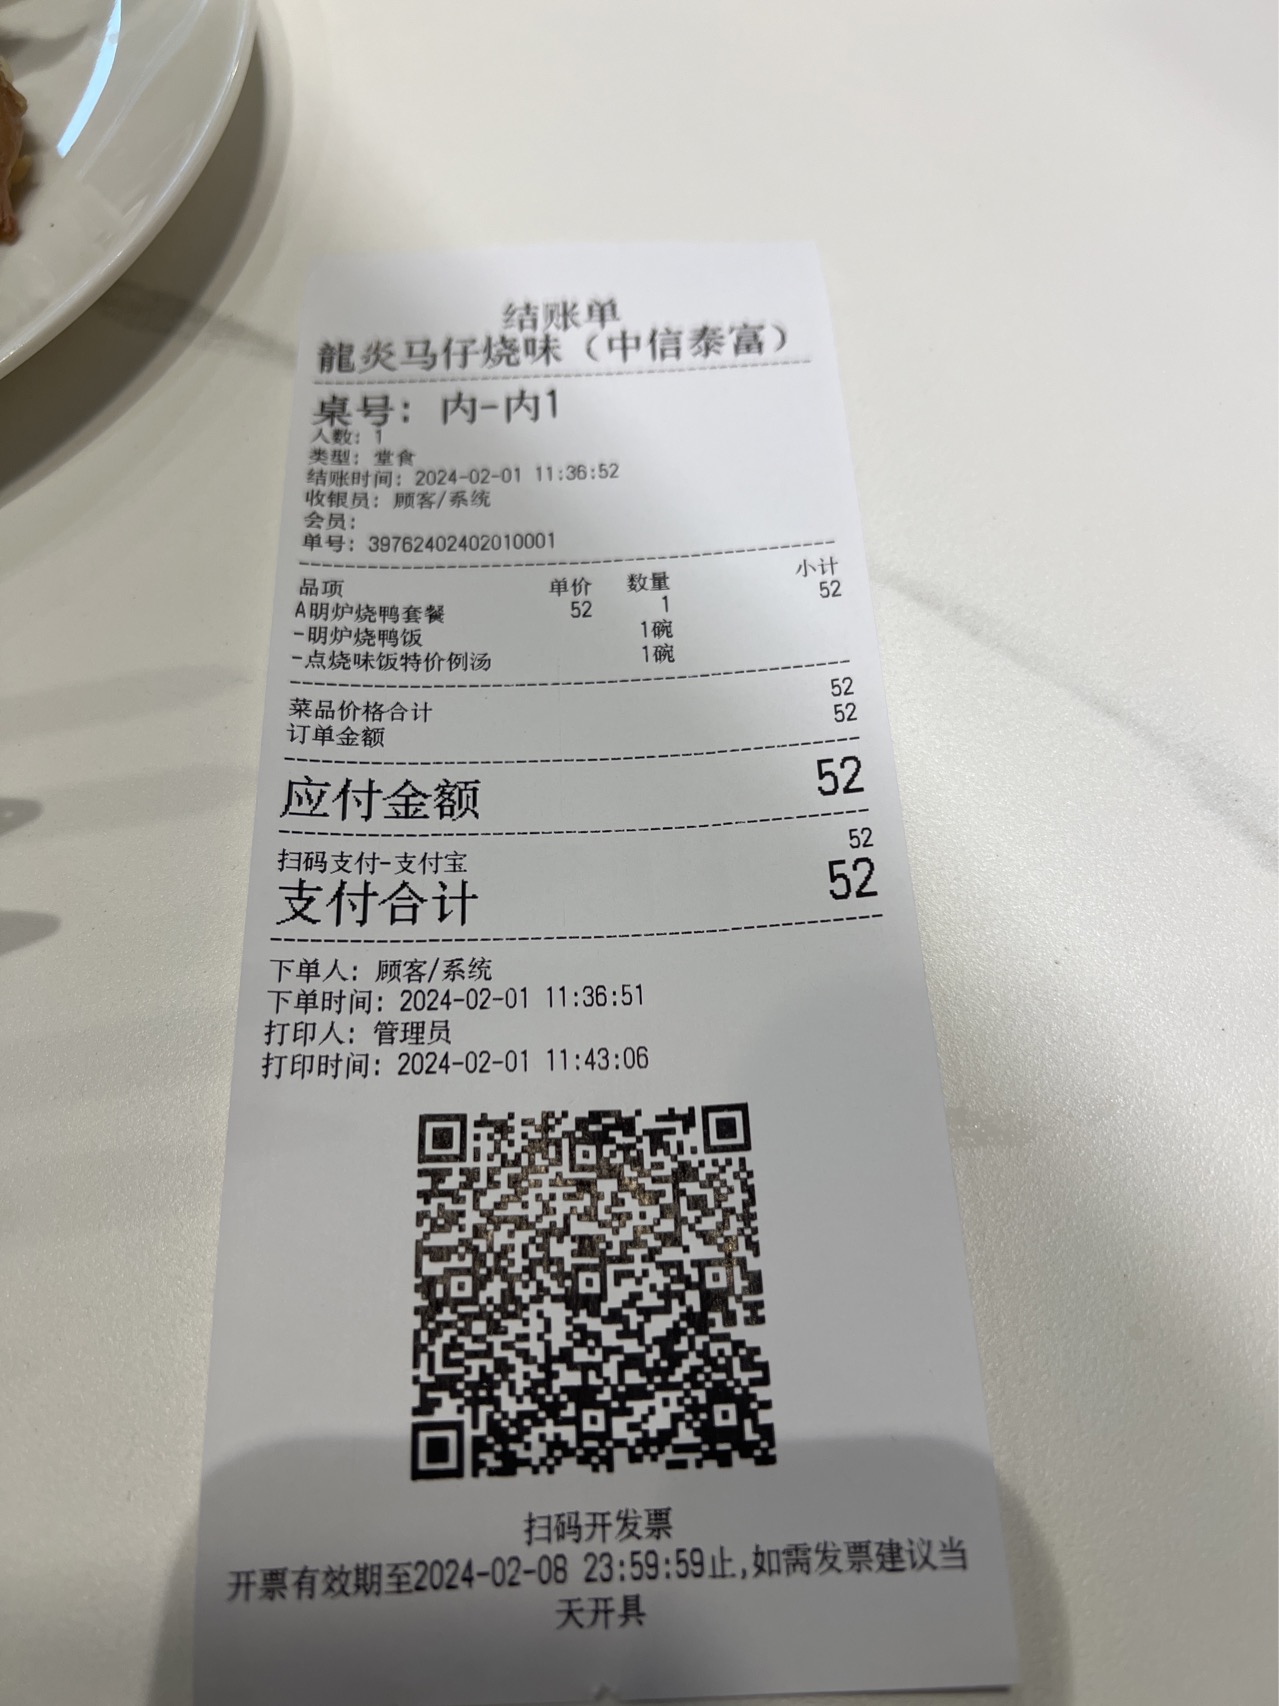 结账单
龍炎马仔烧味（中信泰富）
桌号: 内-内1
人数: 1
类型: 堂食
结账时间: 2024-02-01 11:36:52
收银员: 顾客/系统
会员:
单号: 39762402402010001
品项 单价 数量 小计
A明炉烧鸭套餐 52 1 52
-明炉烧鸭饭 1碗
-点烧味饭特价例汤 1碗
菜品价格合计 52
订单金额 52
应付金额 52
扫码支付-支付宝 52
支付合计 52
下单人: 顾客/系统
下单时间: 2024-02-01 11:36:51
打印人: 管理员
打印时间: 2024-02-01 11:43:06
扫码开发票
开票有效期至2024-02-08 23:59:59止,如需发票建议当
天开具